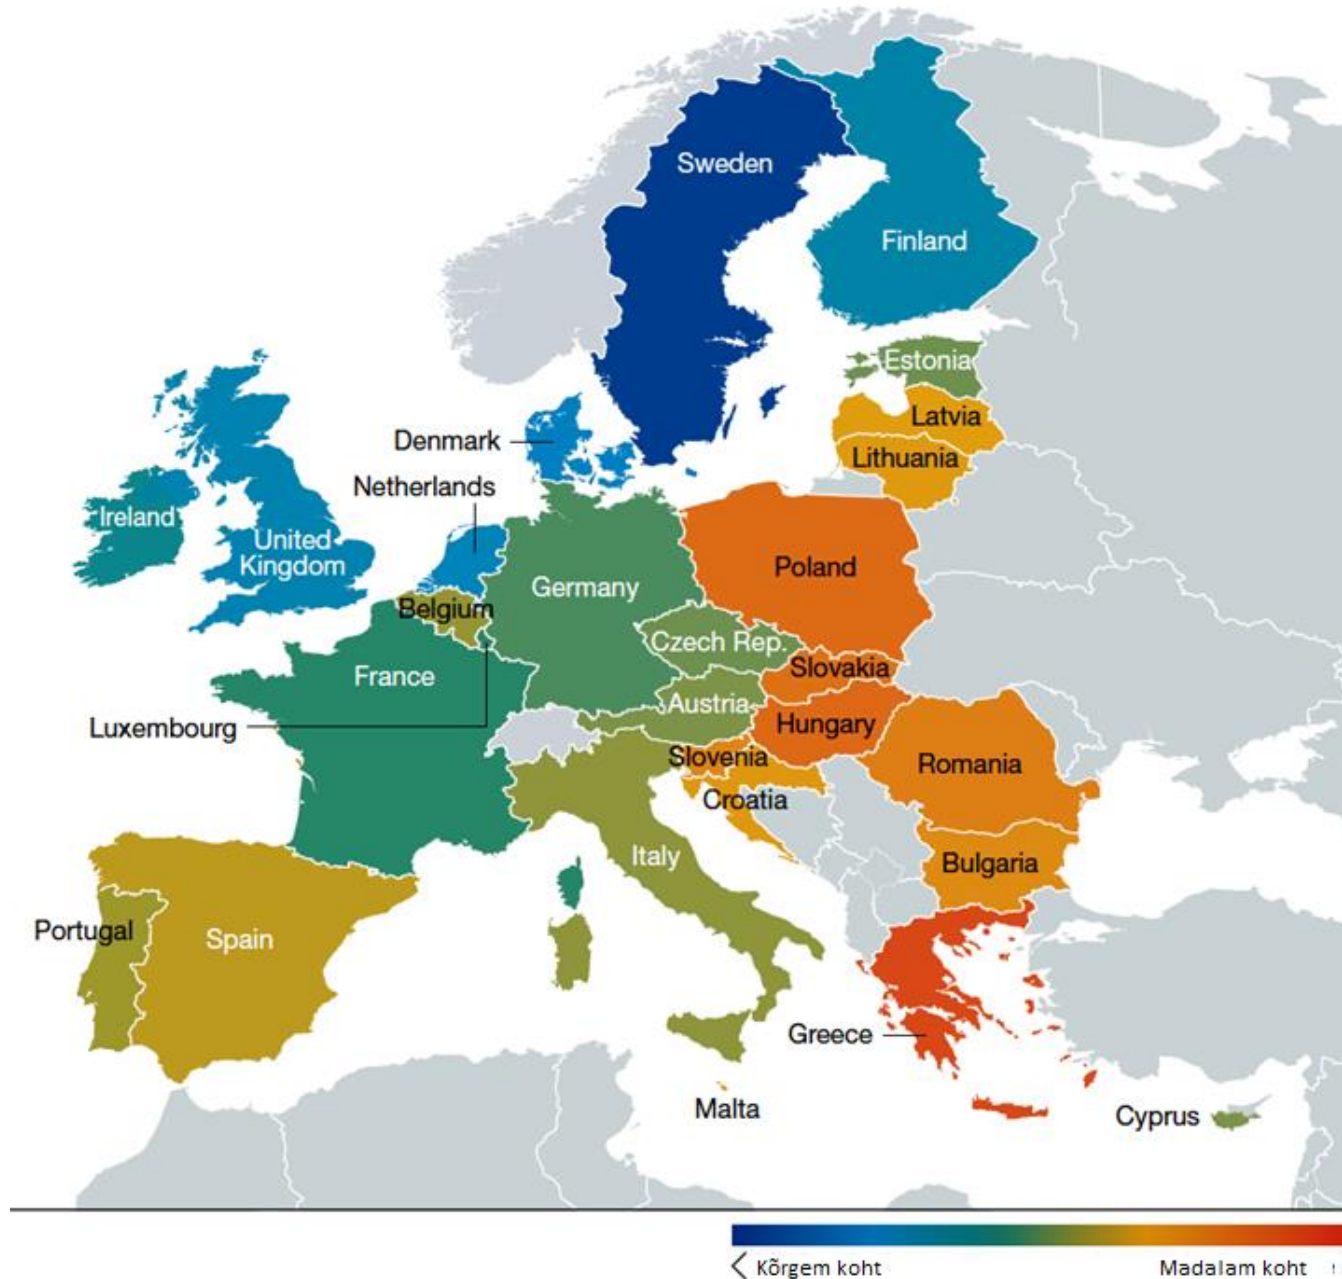 Sweden
Finland
Estonia
Latvia
Lithuania
Denmark
Netherlands
Ireland
United
Kingdom
Poland
Germany
Belgium
Czech Rep.
Slovakia
France
Austria
Luxembourg
Hungary
Slovenia
Romania
Croatia
Italy
Bulgaria
Portugal
Spain
Greece
Malta
Cyprus
Kõrgem koht
Madalam koht